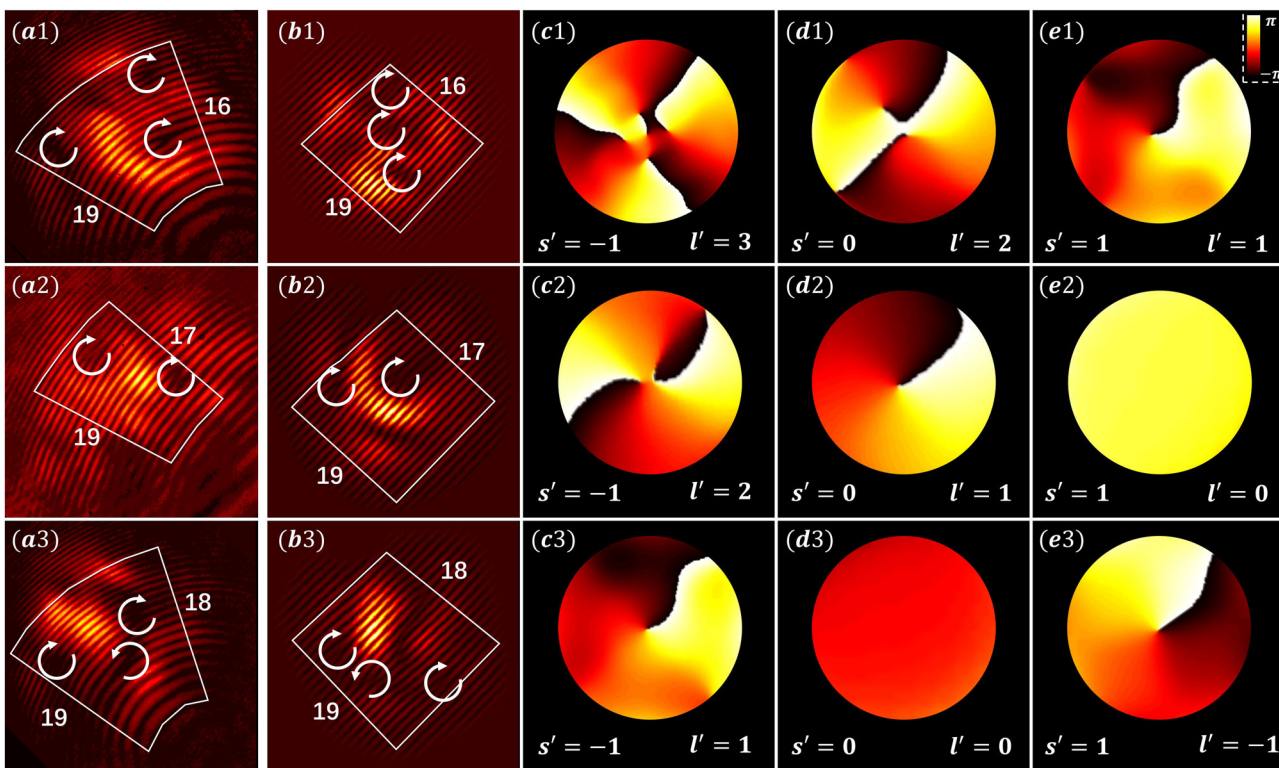 (a1)
16
19
(b1)
16
19
(c1)
s′ = −1 l′ = 3
(d1)
s′ = 0 l′ = 2
(e1)
π
−π
s′ = 1 l′ = 1
(a2)
17
19
(b2)
17
19
(c2)
s′ = −1 l′ = 2
(d2)
s′ = 0 l′ = 1
(e2)
s′ = 1 l′ = 0
(a3)
18
19
(b3)
18
19
(c3)
s′ = −1 l′ = 1
(d3)
s′ = 0 l′ = 0
(e3)
s′ = 1 l′ = −1